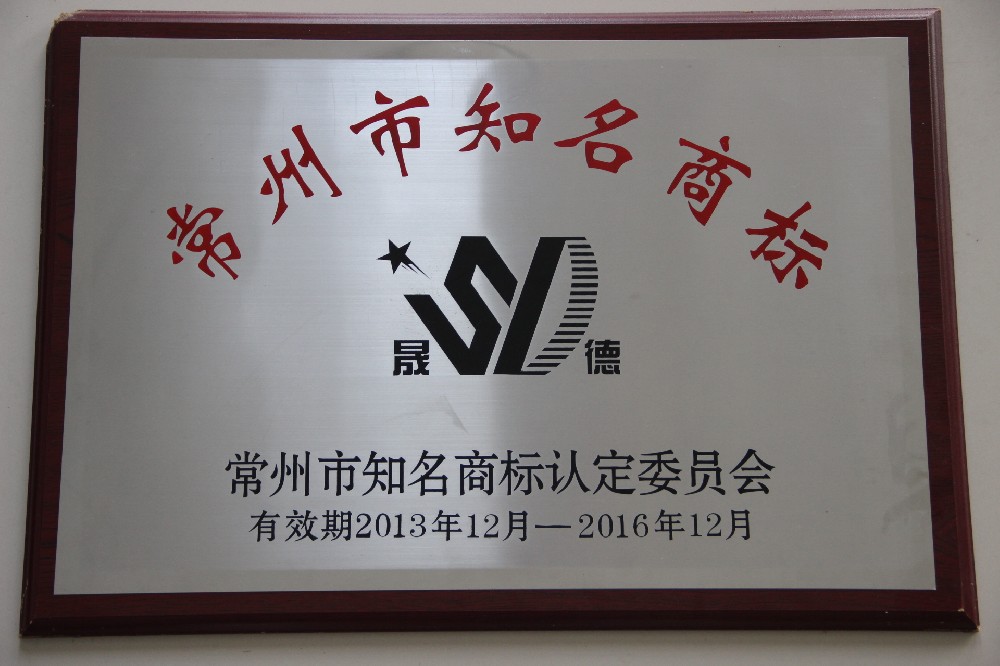 常州市知名商标
晟 德
常州市知名商标认定委员会
有效期2013年12月—2016年12月